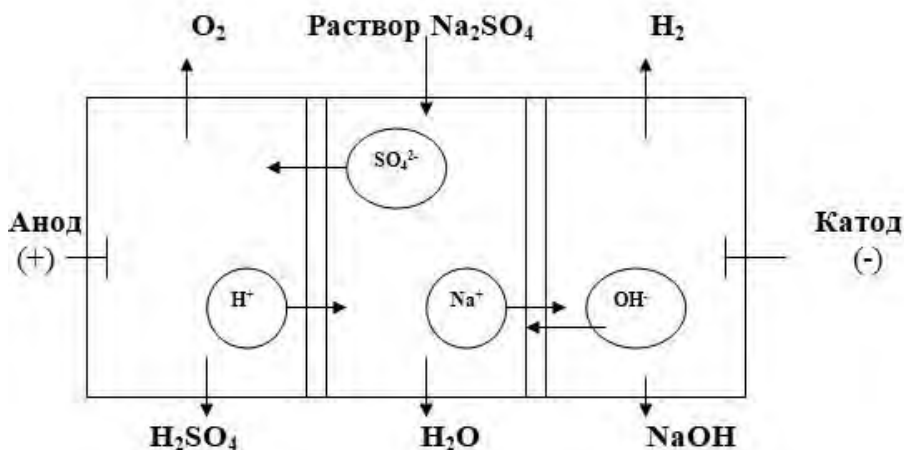 O₂ Раствор Na₂SO₄ H₂
SO₄²⁻
Анод Катод
(+) (-)
H⁺ Na⁺ OH⁻
H₂SO₄ H₂O NaOH